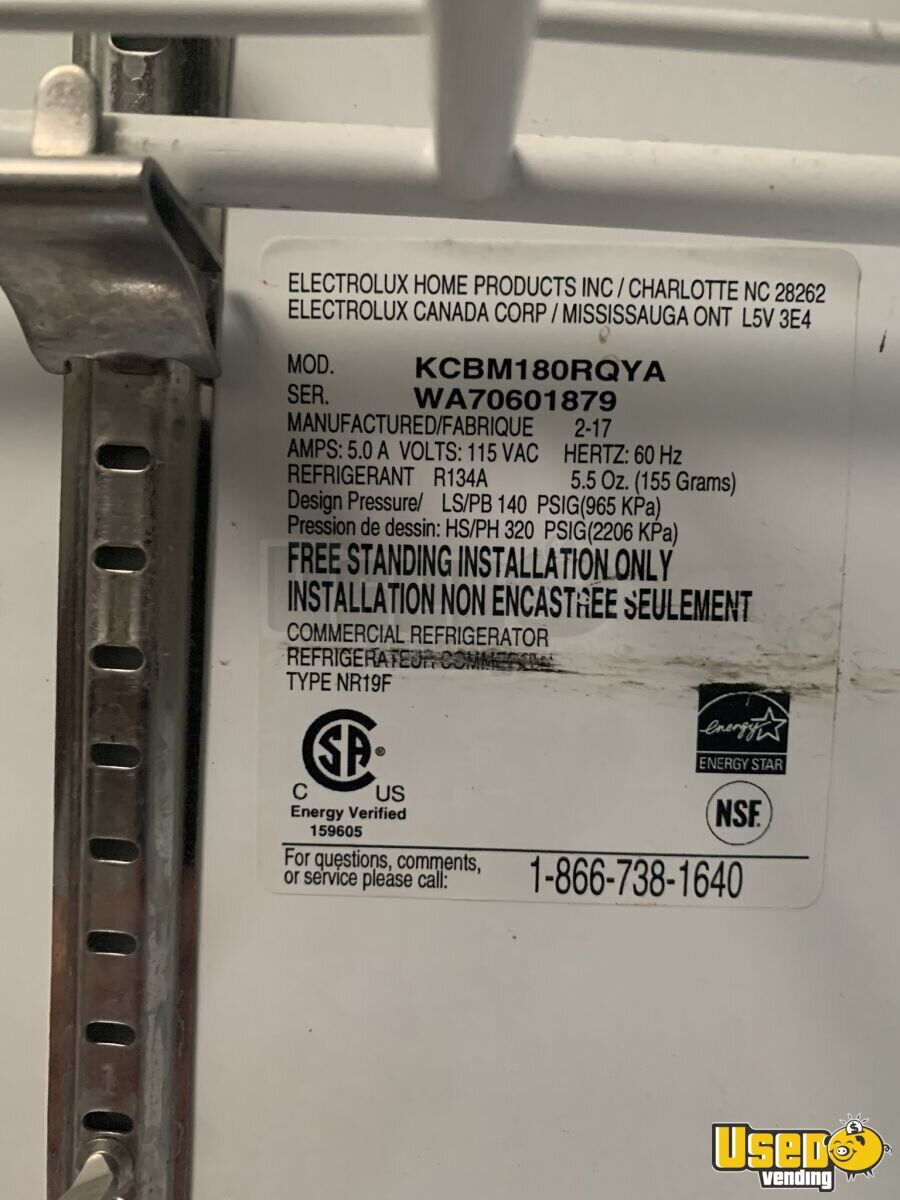 ELECTROLUX HOME PRODUCTS INC / CHARLOTTE NC 28262
ELECTROLUX CANADA CORP / MISSISSAUGA ONT L5V 3E4
MOD. KCBM180RQYA
SER. WA70601879
MANUFACTURED/FABRIQUE 2-17
AMPS: 5.0 A VOLTS: 115 VAC HERTZ: 60 Hz
REFRIGERANT R134A 5.5 Oz. (155 Grams)
Design Pressure/ LS/PB 140 PSIG(965 KPa)
Pression de dessin: HS/PH 320 PSIG(2206 KPa)
FREE STANDING INSTALLATION ONLY
INSTALLATION NON ENCASTREE SEULEMENT
COMMERCIAL REFRIGERATOR
REFRIGERATEUR COMMERCIAL
TYPE NR19F
SA ®
C US
Energy Verified
159605
energy
ENERGY STAR
NSF.
For questions, comments,
or service please call: 1-866-738-1640
1
Used
vending